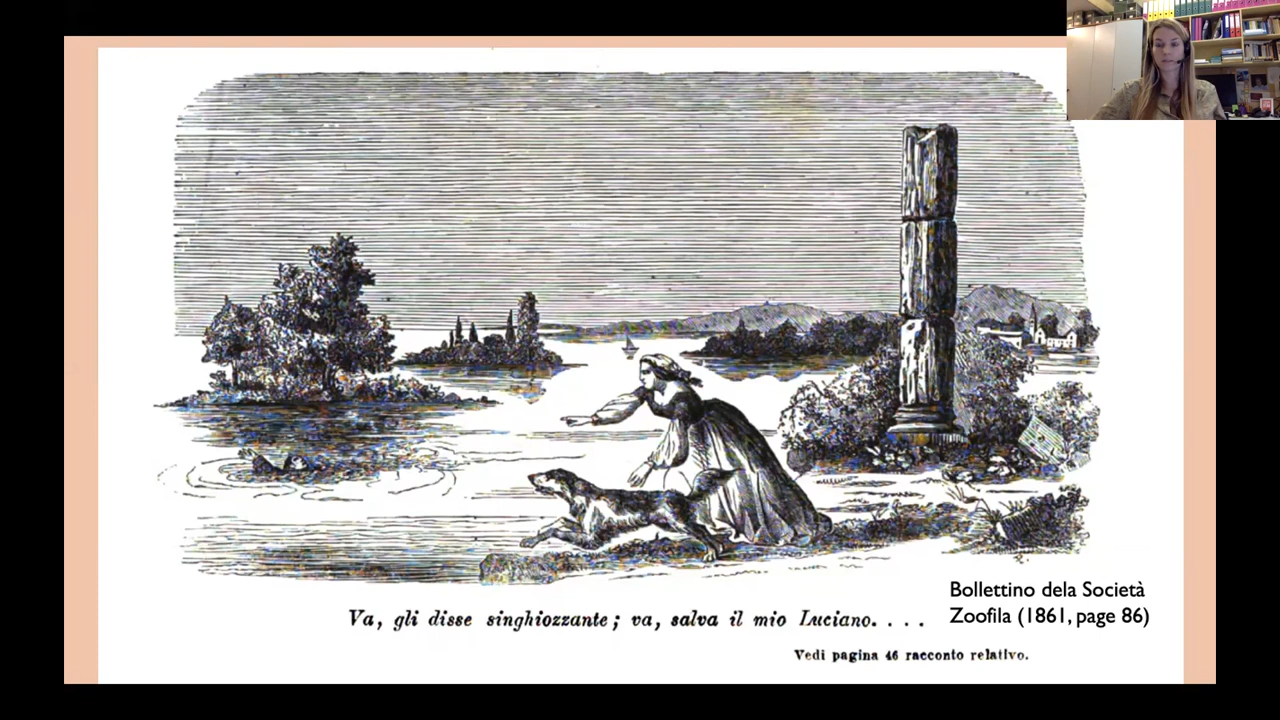 Va, gli disse singhiozzante; va, salva il mio Luciano. . . .
Vedi pagina 46 racconto relativo.
Bollettino dela Società
Zoofila (1861, page 86)